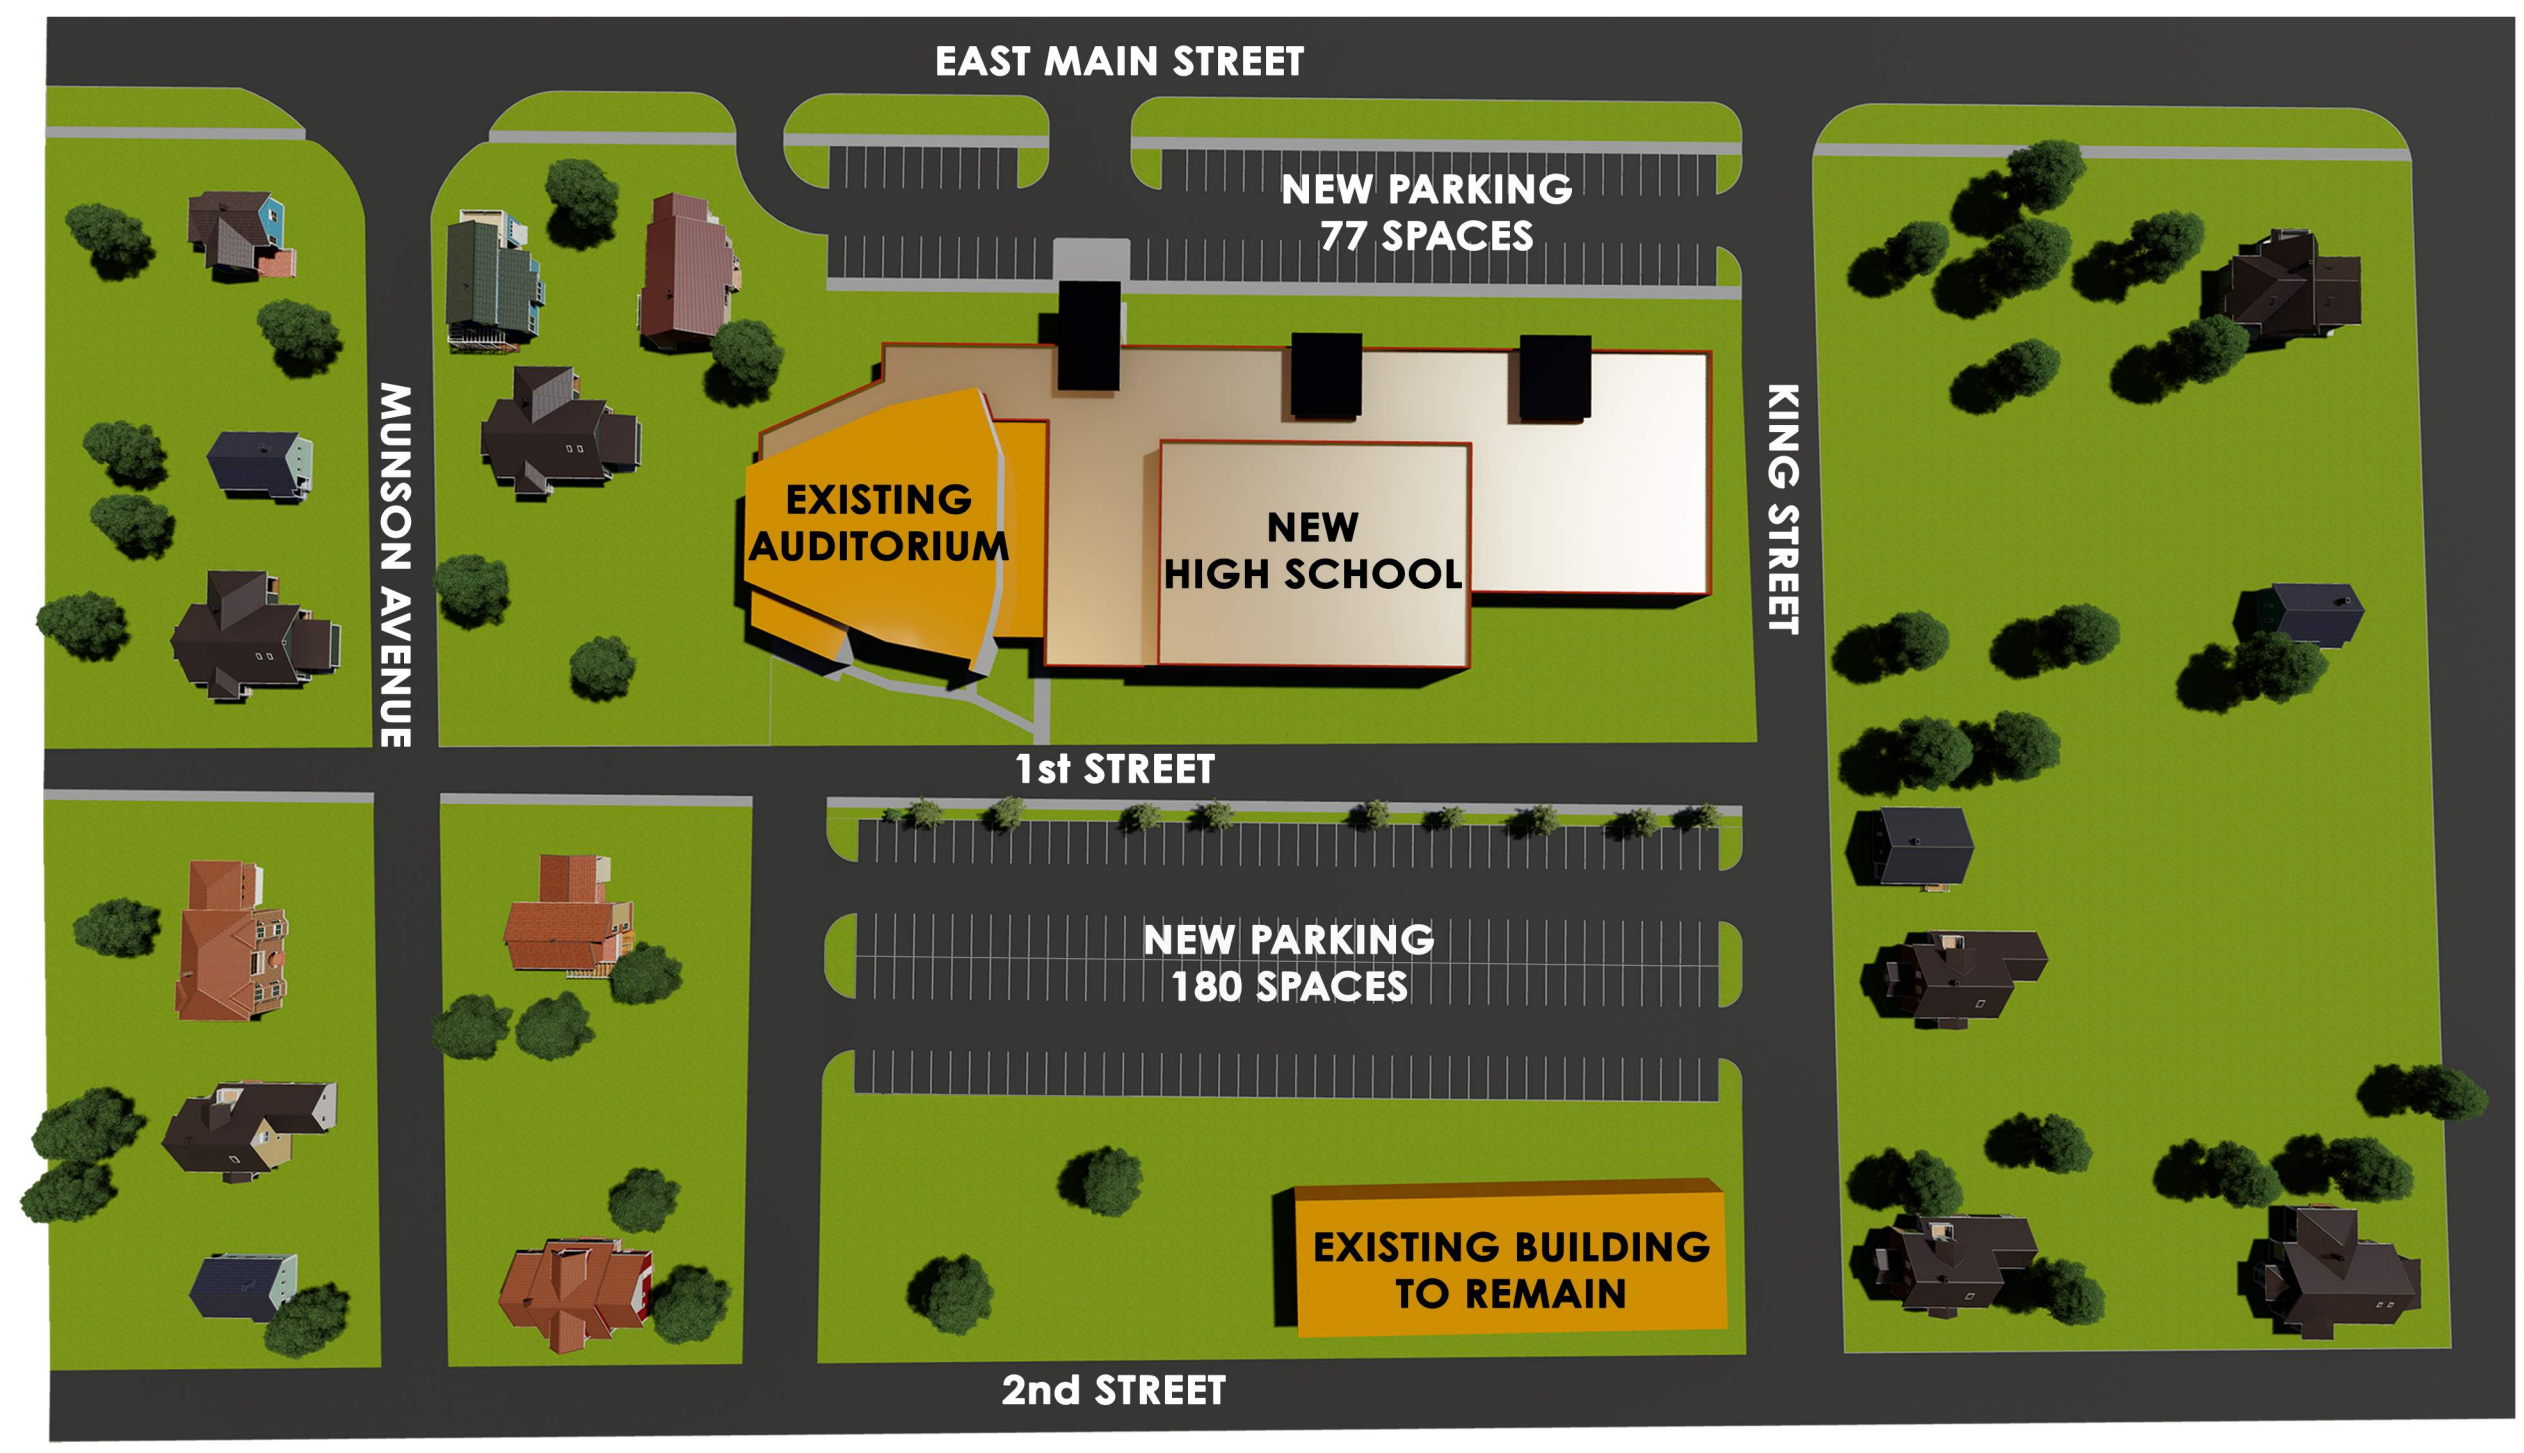 EAST MAIN STREET
NEW PARKING
77 SPACES
MUNSON AVENUE
KING STREET
EXISTING
AUDITORIUM
NEW
HIGH SCHOOL
1st STREET
NEW PARKING
180 SPACES
EXISTING BUILDING
TO REMAIN
2nd STREET